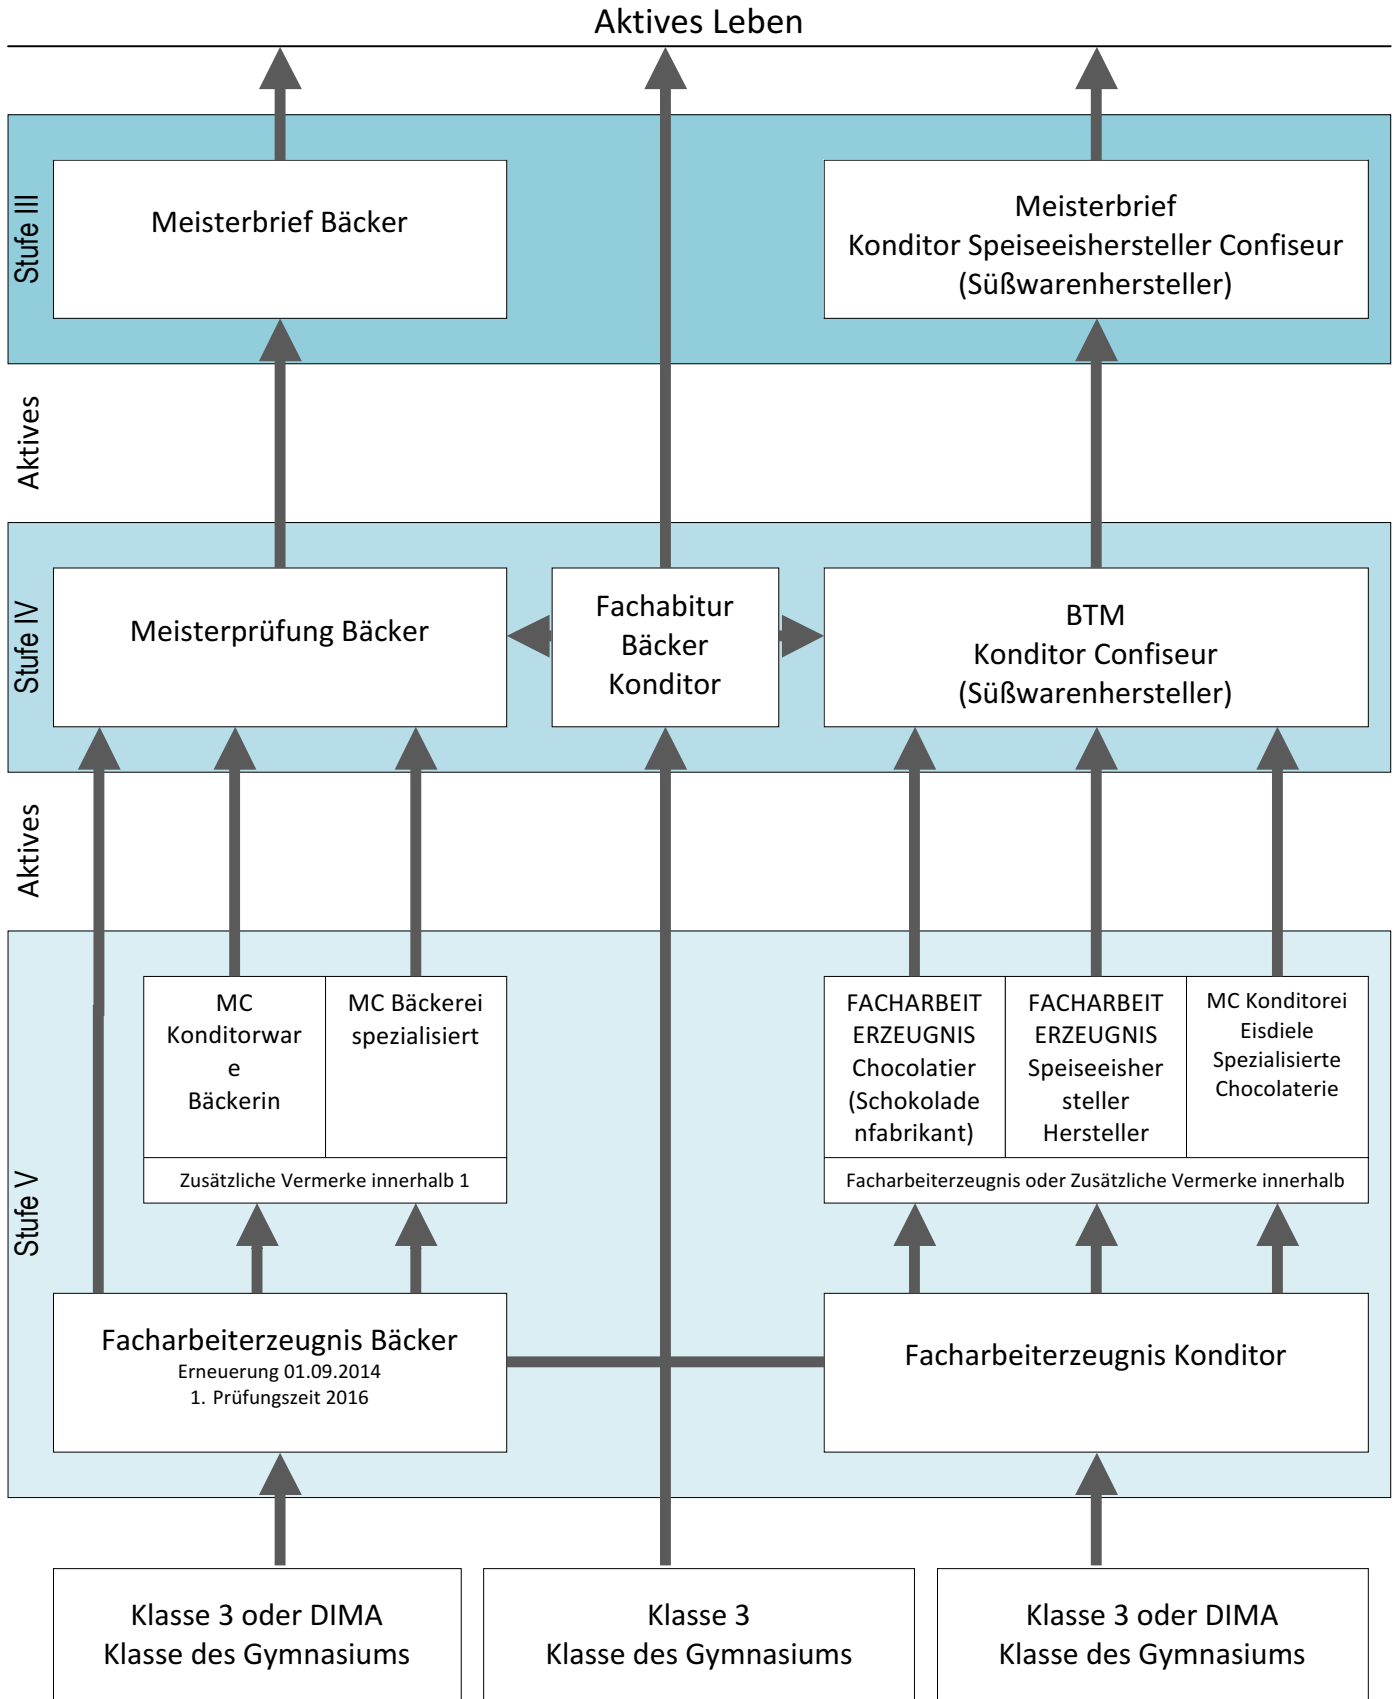 Aktives Leben
Stufe III
Meisterbrief Bäcker
Meisterbrief
Konditor Speiseeishersteller Confiseur
(Süßwarenhersteller)
Aktives
Stufe IV
Meisterprüfung Bäcker
Fachabitur
Bäcker
Konditor
BTM
Konditor Confiseur
(Süßwarenhersteller)
Aktives
Stufe V
MC
Konditorwar
e
Bäckerin
MC Bäckerei
spezialisiert
Zusätzliche Vermerke innerhalb 1
FACHARBEIT
ERZEUGNIS
Chocolatier
(Schokolade
nfabrikant)
FACHARBEIT
ERZEUGNIS
Speiseeisher
steller
Hersteller
MC Konditorei
Eisdiele
Spezialisierte
Chocolaterie
Facharbeiterzeugnis oder Zusätzliche Vermerke innerhalb
Facharbeiterzeugnis Bäcker
Erneuerung 01.09.2014
1. Prüfungszeit 2016
Facharbeiterzeugnis Konditor
Klasse 3 oder DIMA
Klasse des Gymnasiums
Klasse 3
Klasse des Gymnasiums
Klasse 3 oder DIMA
Klasse des Gymnasiums